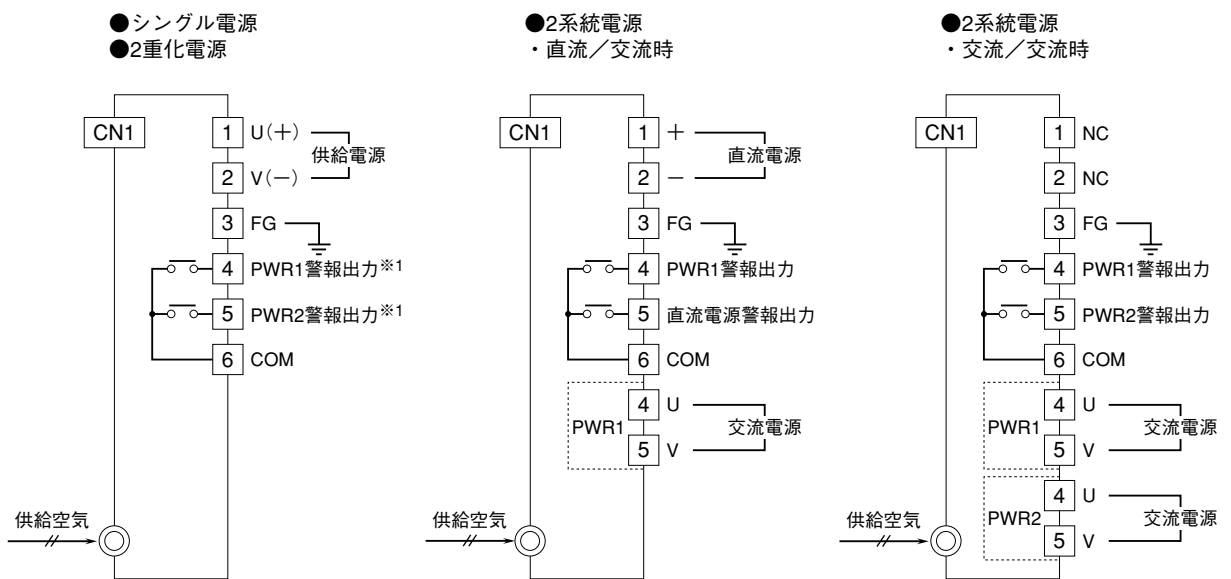 ●シングル電源
●2重化電源
CN1
1 U(+)
供給電源
2 V(−)
3 FG
4 PWR1警報出力※1
5 PWR2警報出力※1
6 COM
供給空気
●2系統電源
・直流／交流時
CN1
1 +
直流電源
2 −
3 FG
4 PWR1警報出力
5 直流電源警報出力
6 COM
PWR1
4 U
交流電源
5 V
供給空気
●2系統電源
・交流／交流時
CN1
1 NC
2 NC
3 FG
4 PWR1警報出力
5 PWR2警報出力
6 COM
PWR1
4 U
交流電源
5 V
PWR2
4 U
交流電源
5 V
供給空気